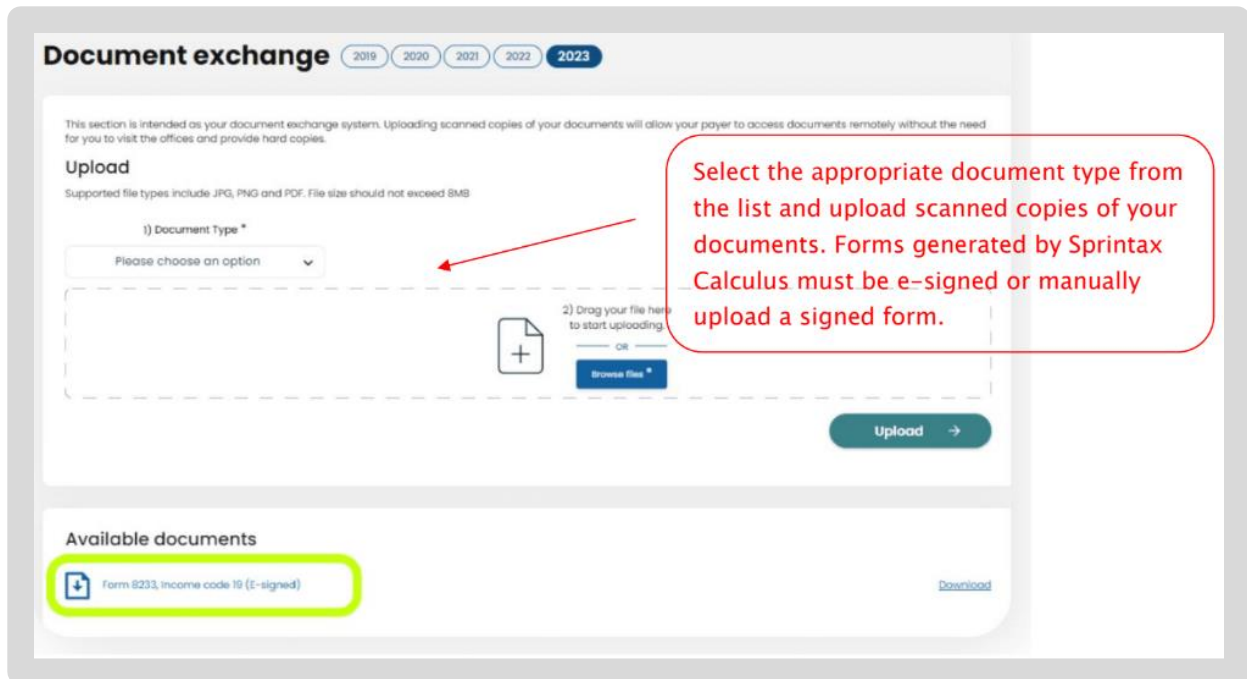 Document exchange 2019 2020 2021 2022 2023
This section is intended as your document exchange system. Uploading scanned copies of your documents will allow your payer to access documents remotely without the need
for you to visit the offices and provide hard copies.
Upload
Supported file types include JPG, PNG and PDF. File size should not exceed 8MB
1) Document Type *
Please choose an option
Select the appropriate document type from
the list and upload scanned copies of your
documents. Forms generated by Sprintax
Calculus must be e-signed or manually
upload a signed form.
2) Drag your file here
to start uploading.
OR
Browse files *
Upload →
Available documents
Form 8233, Income code 19 (E-signed)
Download